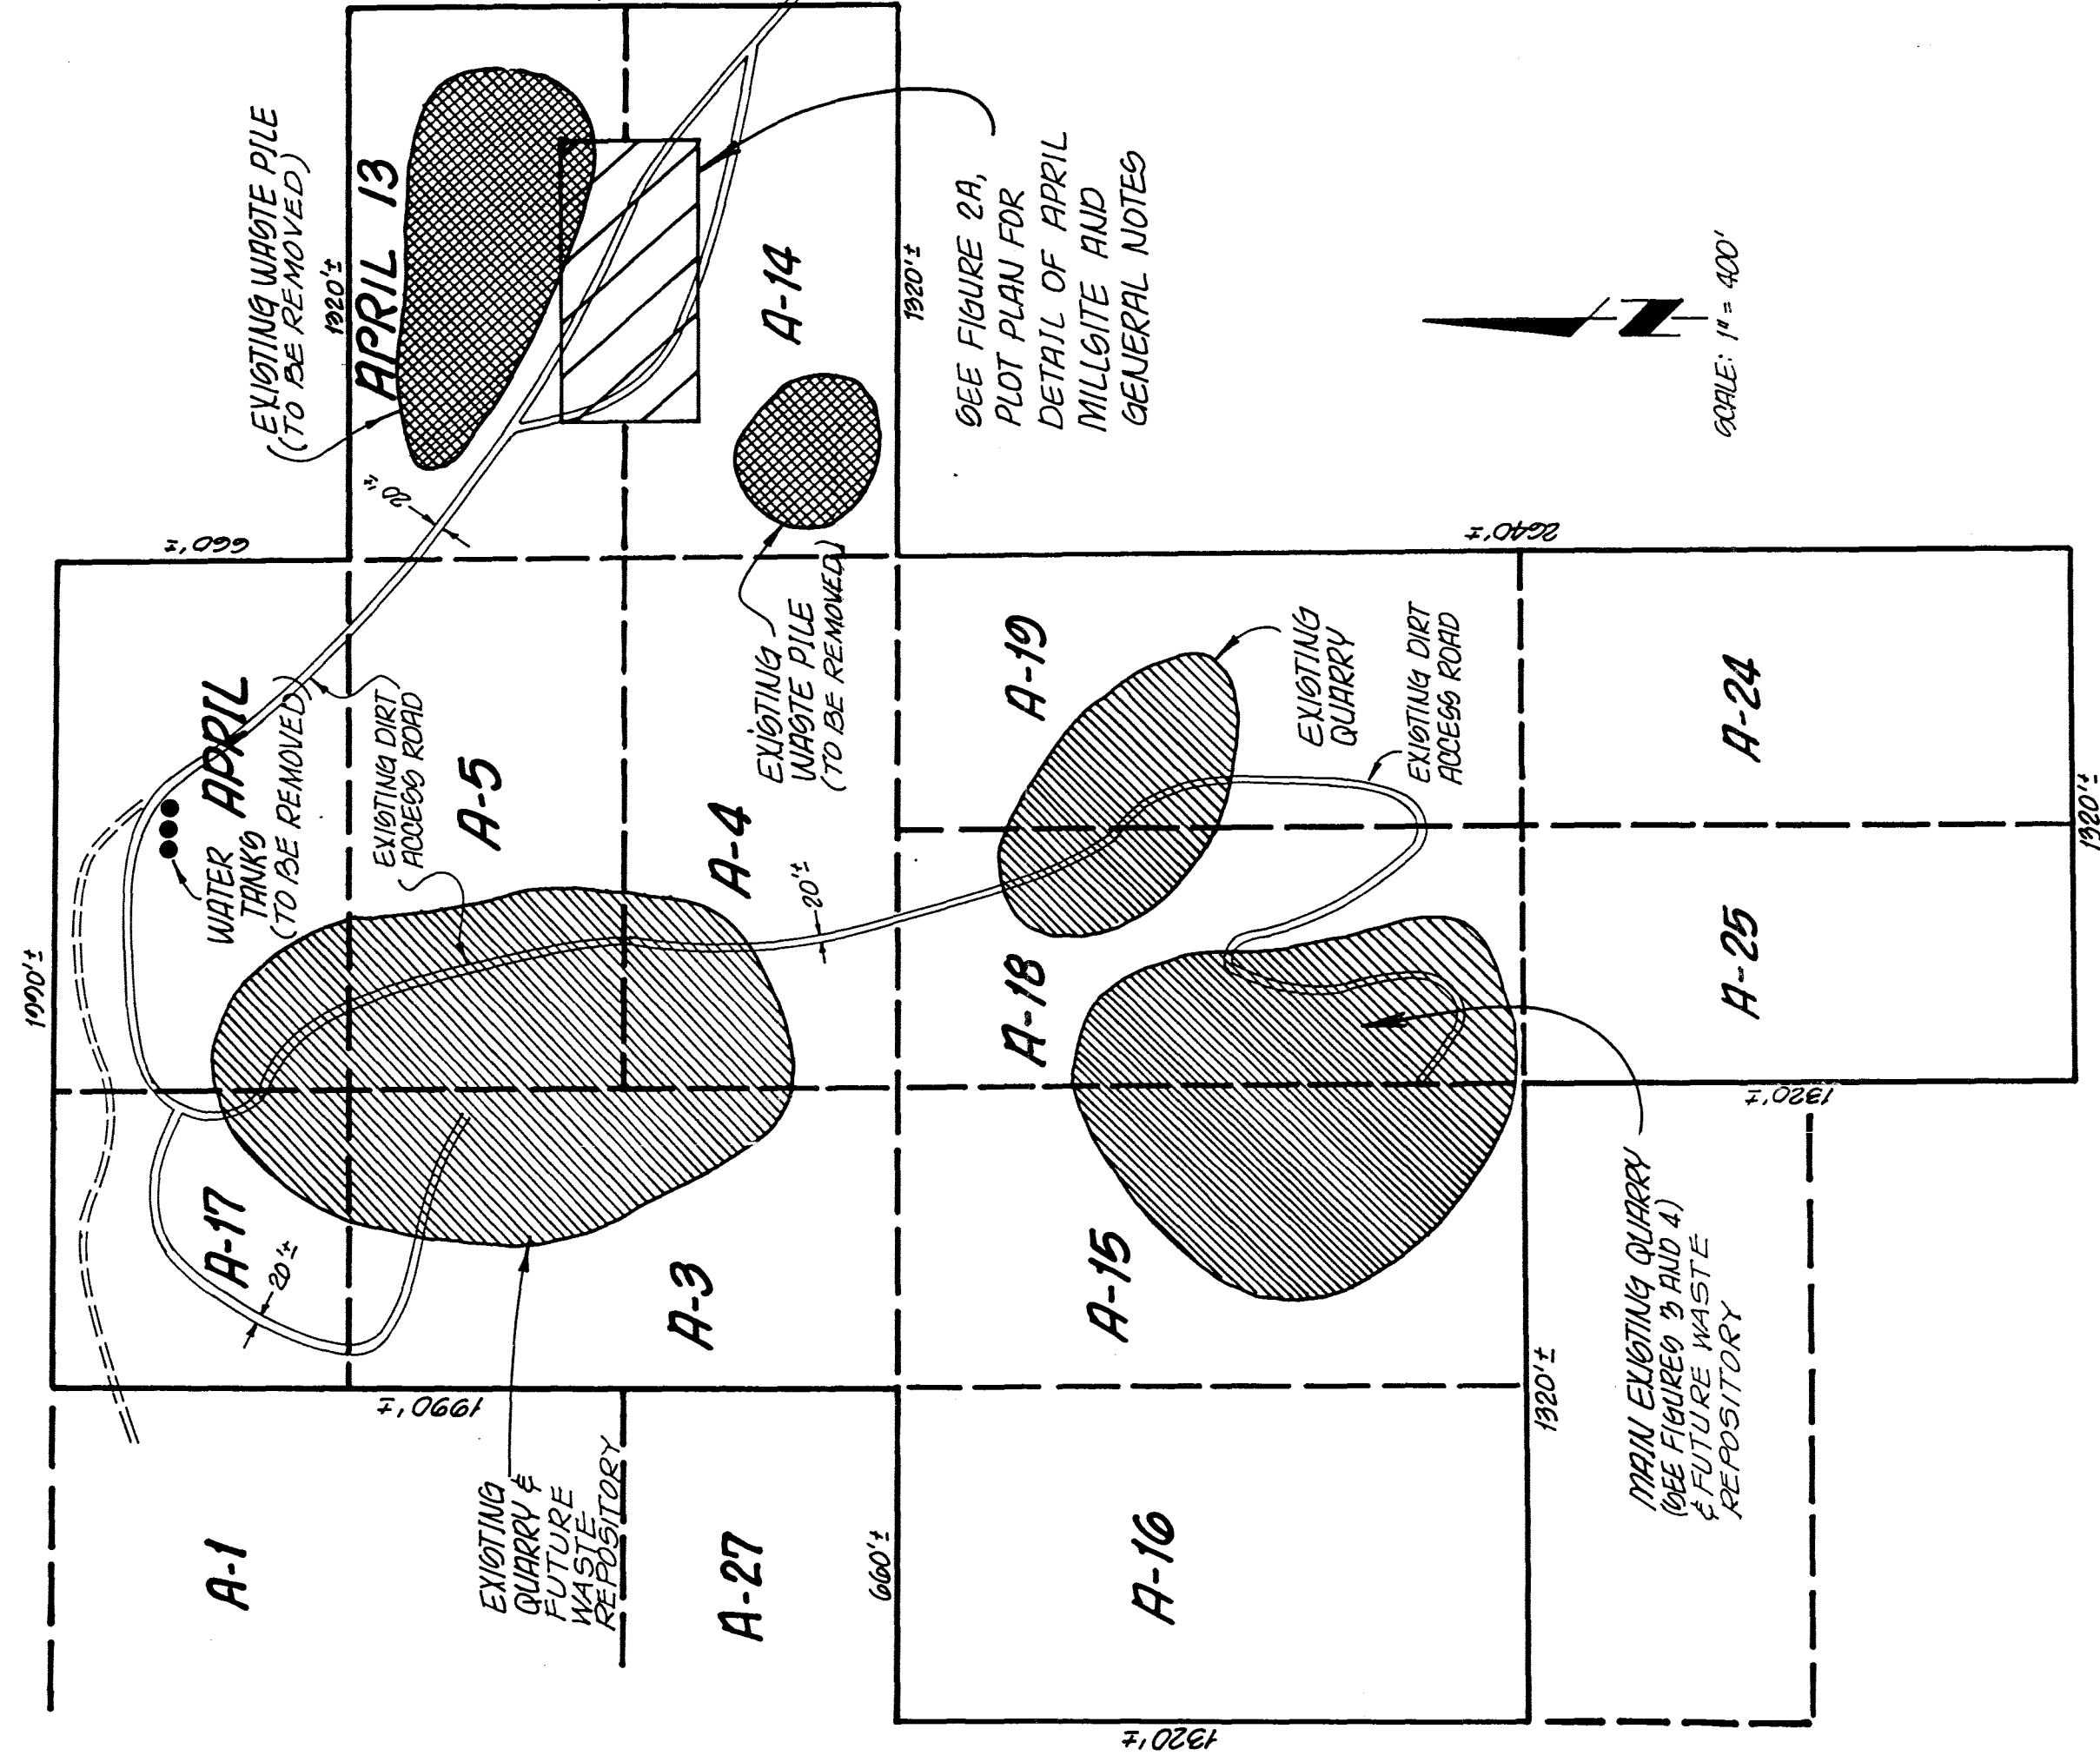 EXISTING WASTE PILE
(TO BE REMOVED)
1320'±
APRIL 13
A-14
1320'±
SEE FIGURE 2A,
PLOT PLAN FOR
DETAIL OF APRIL
MILLSITE AND
GENERAL NOTES
N
SCALE: 1" = 400'
20'±
660'±
2640'±
EXISTING
WASTE PILE
(TO BE REMOVED)
APRIL
WATER
TANKS
(TO BE REMOVED)
EXISTING DIRT
ACCESS ROAD
A-5
A-4
20'±
A-19
EXISTING
QUARRY
EXISTING DIRT
ACCESS ROAD
A-24
1320'±
1990'±
A-18
A-25
1320'±
A-17
20'±
A-3
A-15
1990'±
1320'±
MAIN EXISTING QUARRY
(SEE FIGURES 3 AND 4)
& FUTURE WASTE
REPOSITORY
A-1
EXISTING
QUARRY &
FUTURE
WASTE
REPOSITORY
A-27
660'±
A-16
1320'±